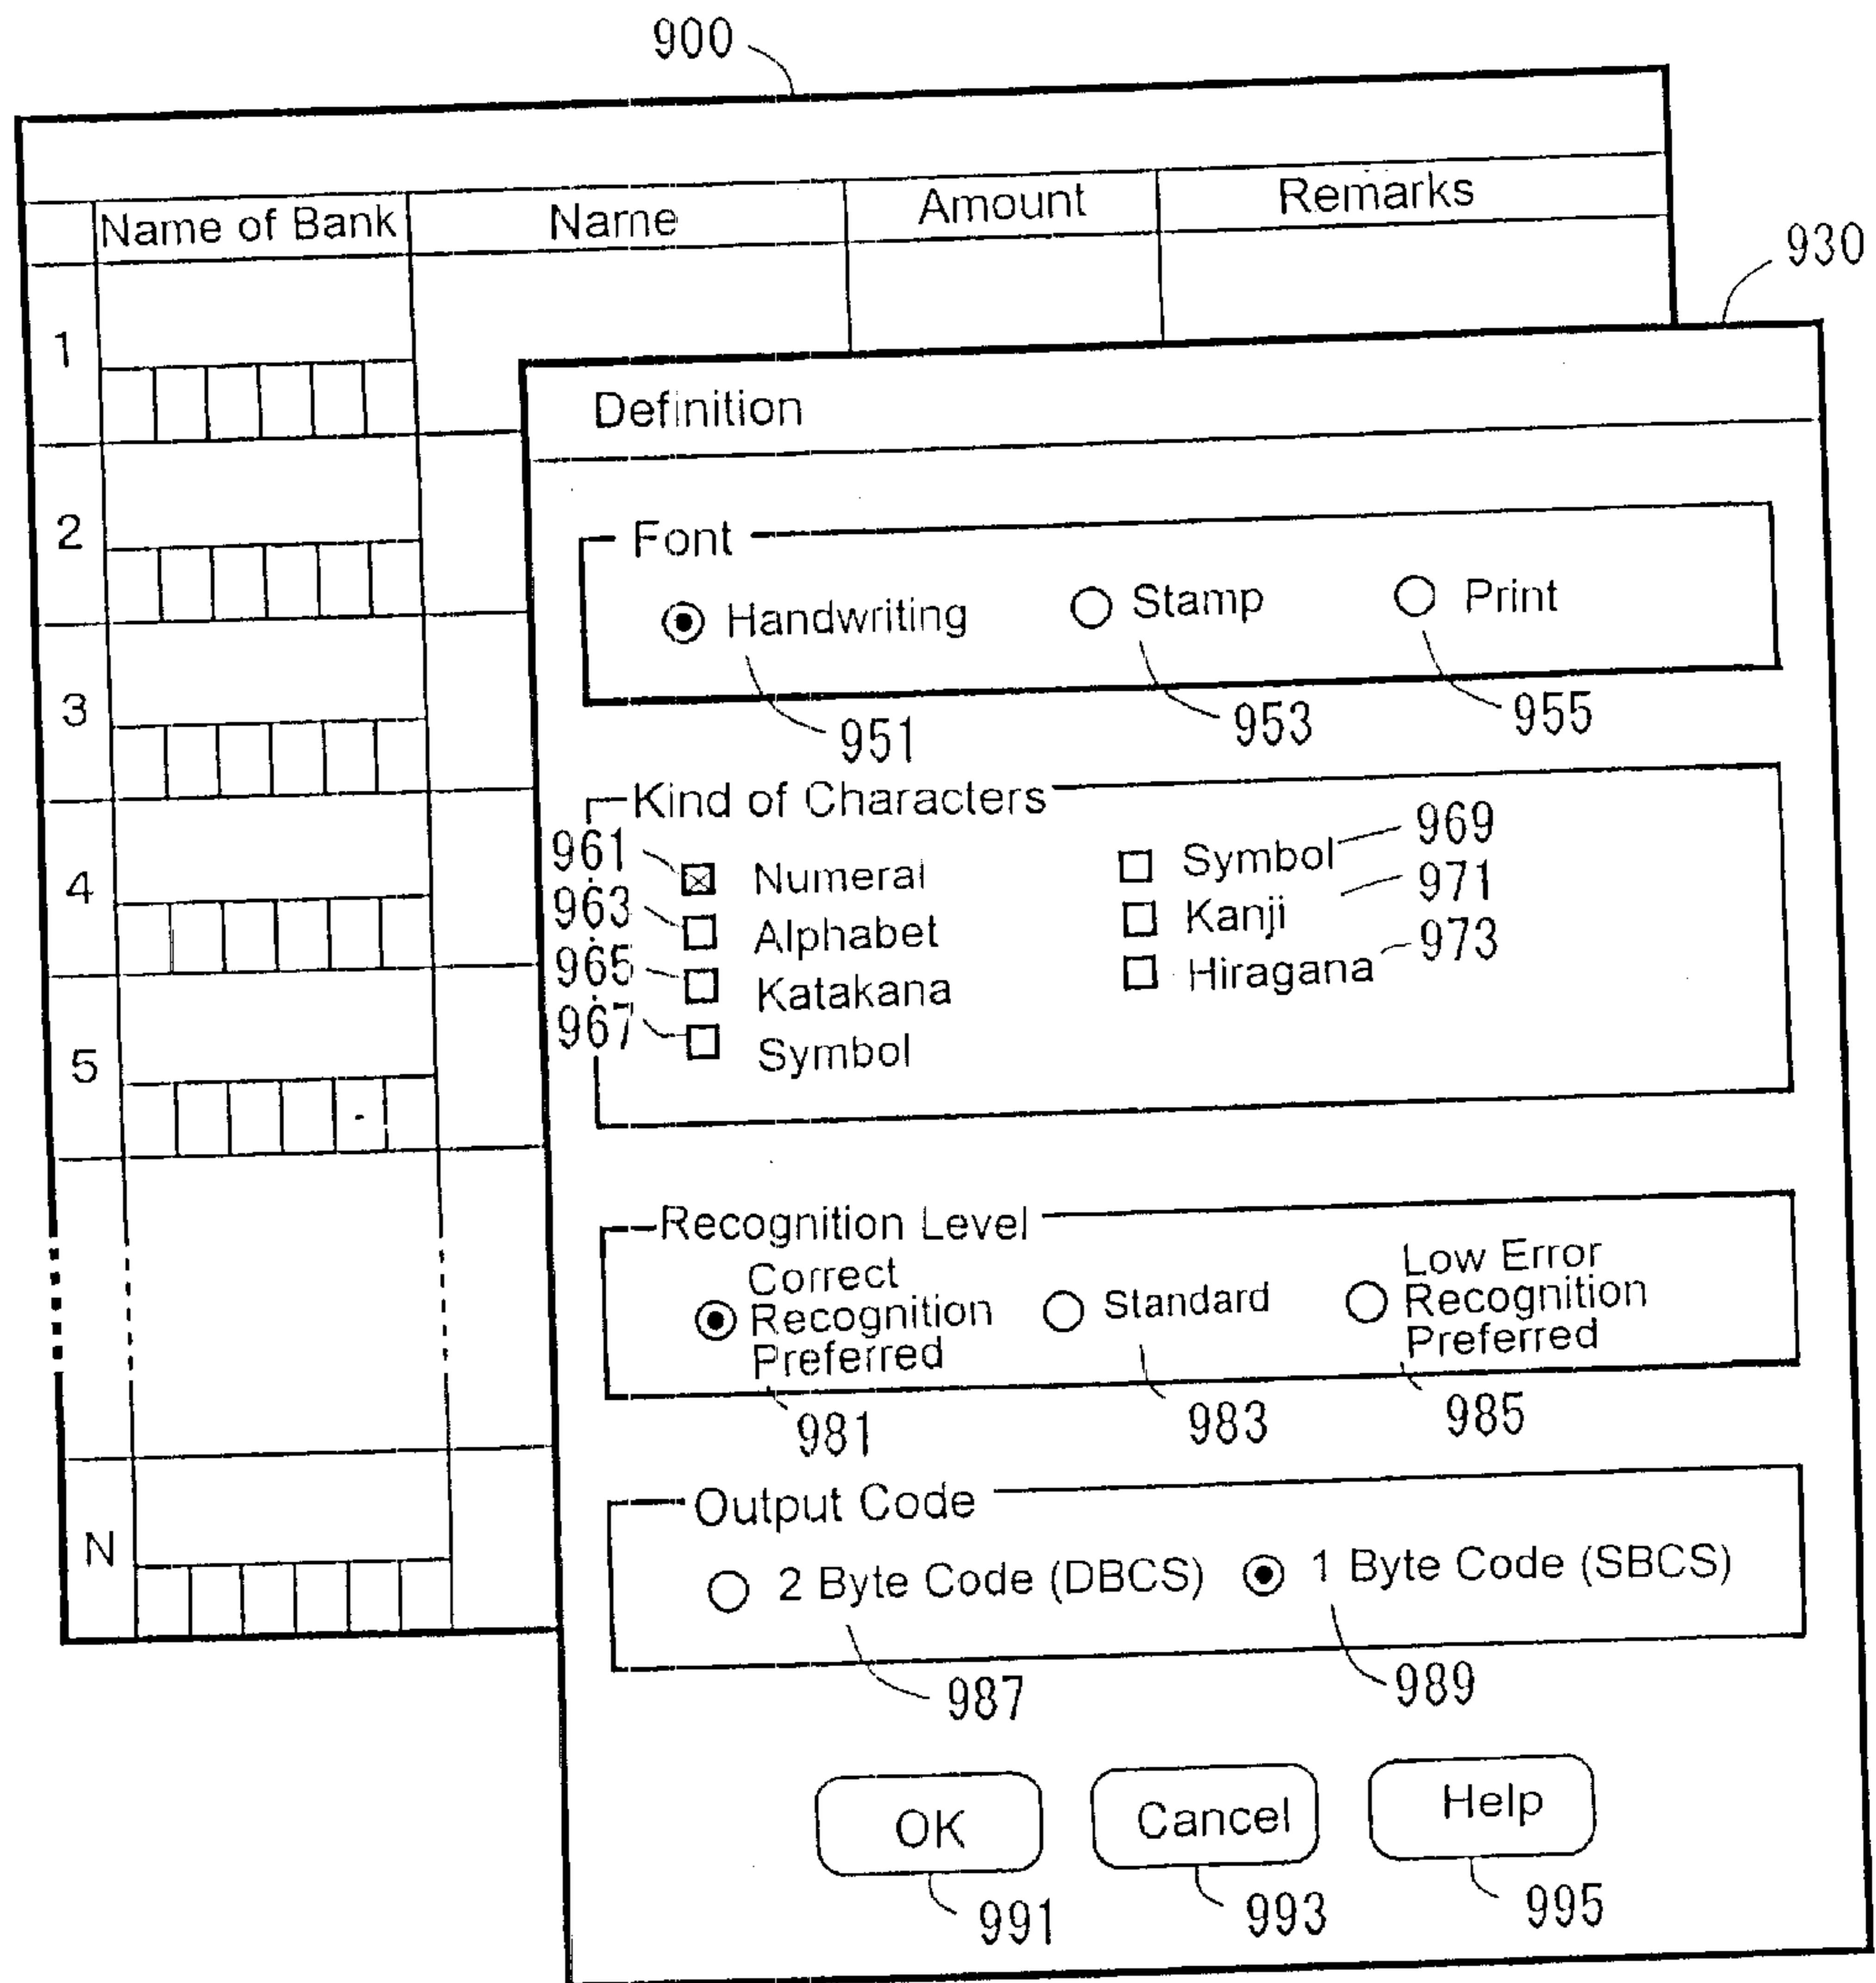 900
Name of Bank Name Amount Remarks
930
1
2
3
4
5
N
Definition
Font
Handwriting Stamp Print
951 953 955
Kind of Characters
961 Numeral Symbol 969
963 Alphabet Kanji 971
965 Katakana Hiragana 973
967 Symbol
Recognition Level
Correct
Recognition
Preferred
Standard
Low Error
Recognition
Preferred
981 983 985
Output Code
2 Byte Code (DBCS) 1 Byte Code (SBCS)
987 989
OK Cancel Help
991 993 995